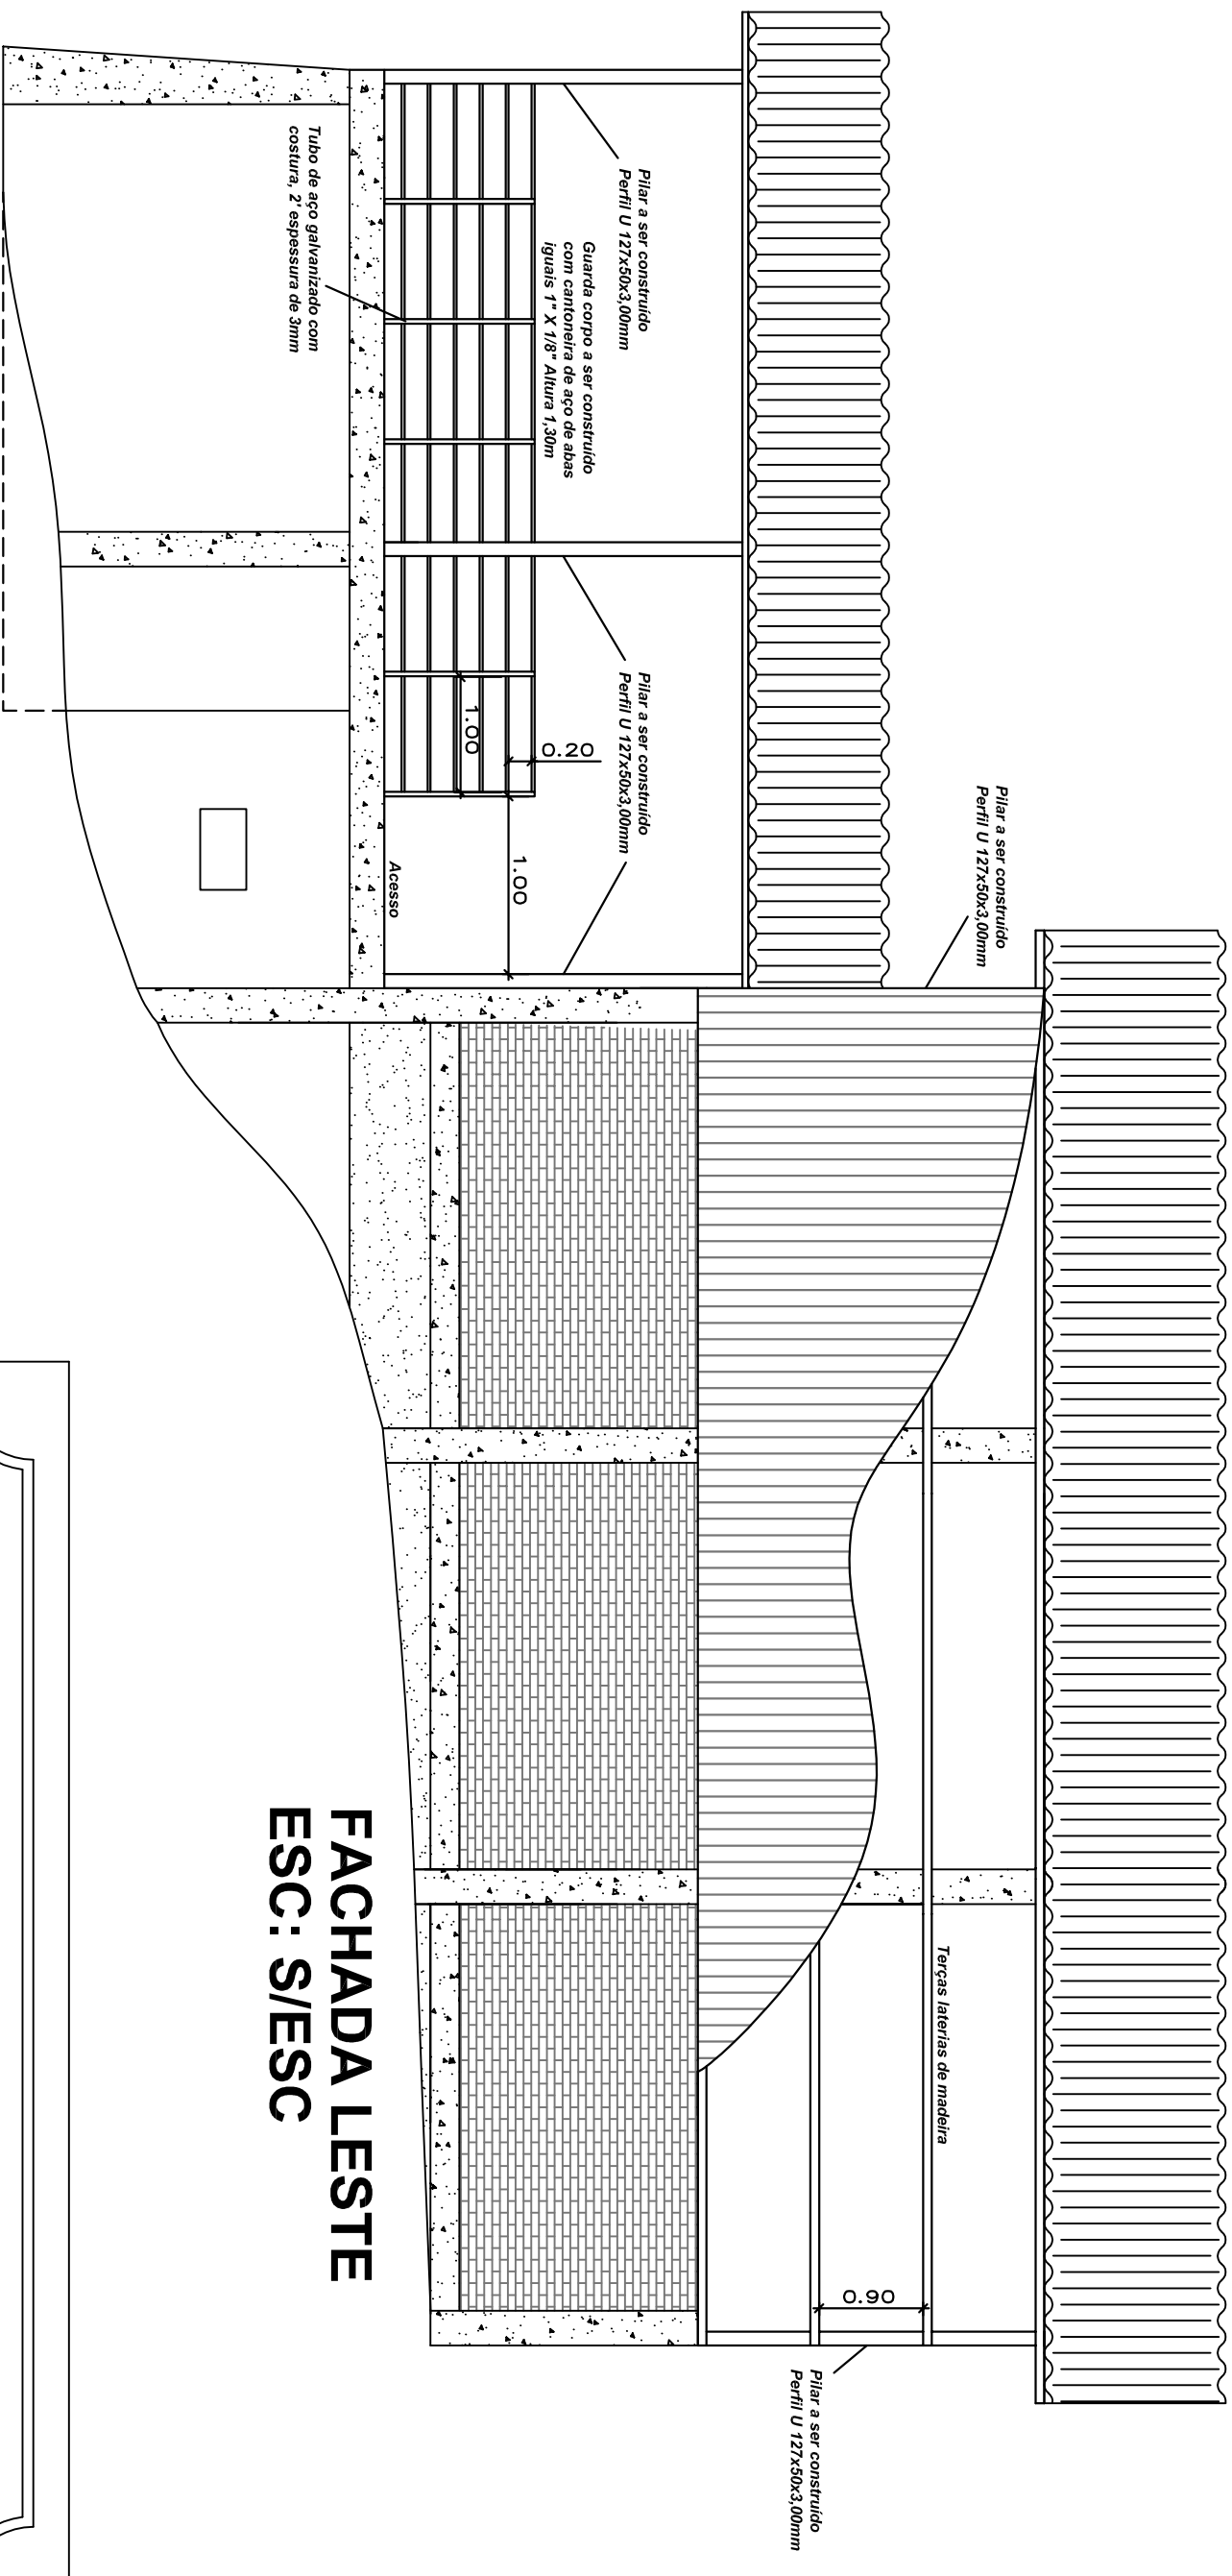 Pilar a ser construído
Perfil U 127x50x3,00mm
Pilar a ser construído
Perfil U 127x50x3,00mm
Guarda corpo a ser construído
com cantoneira de aço de abas
iguais 1" X 1/8" Altura 1,30m
Pilar a ser construído
Perfil U 127x50x3,00mm
Terças laterias de madeira
0.90
Pilar a ser construído
Perfil U 127x50x3,00mm
0.20
1.00
1.00
Acesso
Tubo de aço galvanizado com
costura, 2' espessura de 3mm
FACHADA LESTE
ESC: S/ESC